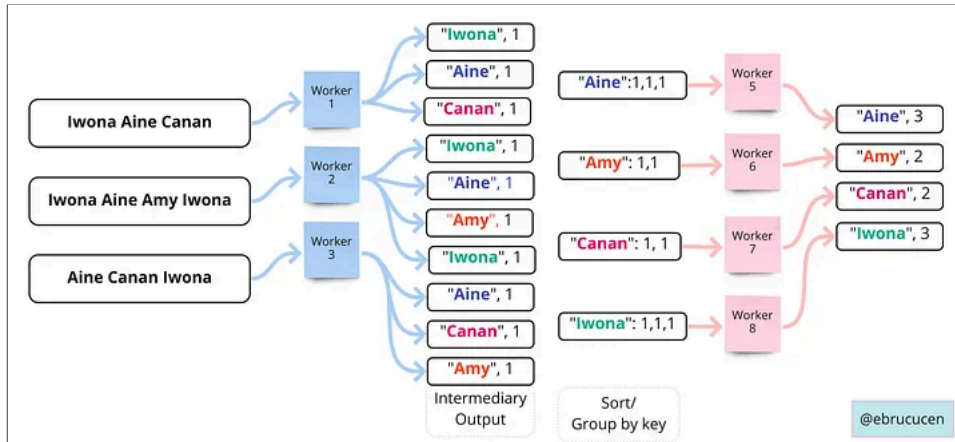 Iwona Aine Canan
Iwona Aine Amy Iwona
Aine Canan Iwona
Worker
1
Worker
2
Worker
3
"Iwona", 1
"Aine", 1
"Canan", 1
"Iwona", 1
"Aine", 1
"Amy", 1
"Iwona", 1
"Aine", 1
"Canan", 1
"Amy", 1
Intermediary
Output
"Aine":1,1,1
"Amy": 1,1
"Canan": 1, 1
"Iwona": 1,1,1
Sort/
Group by key
Worker
5
Worker
6
Worker
7
Worker
8
"Aine", 3
"Amy", 2
"Canan", 2
"Iwona", 3
@ebrucucen